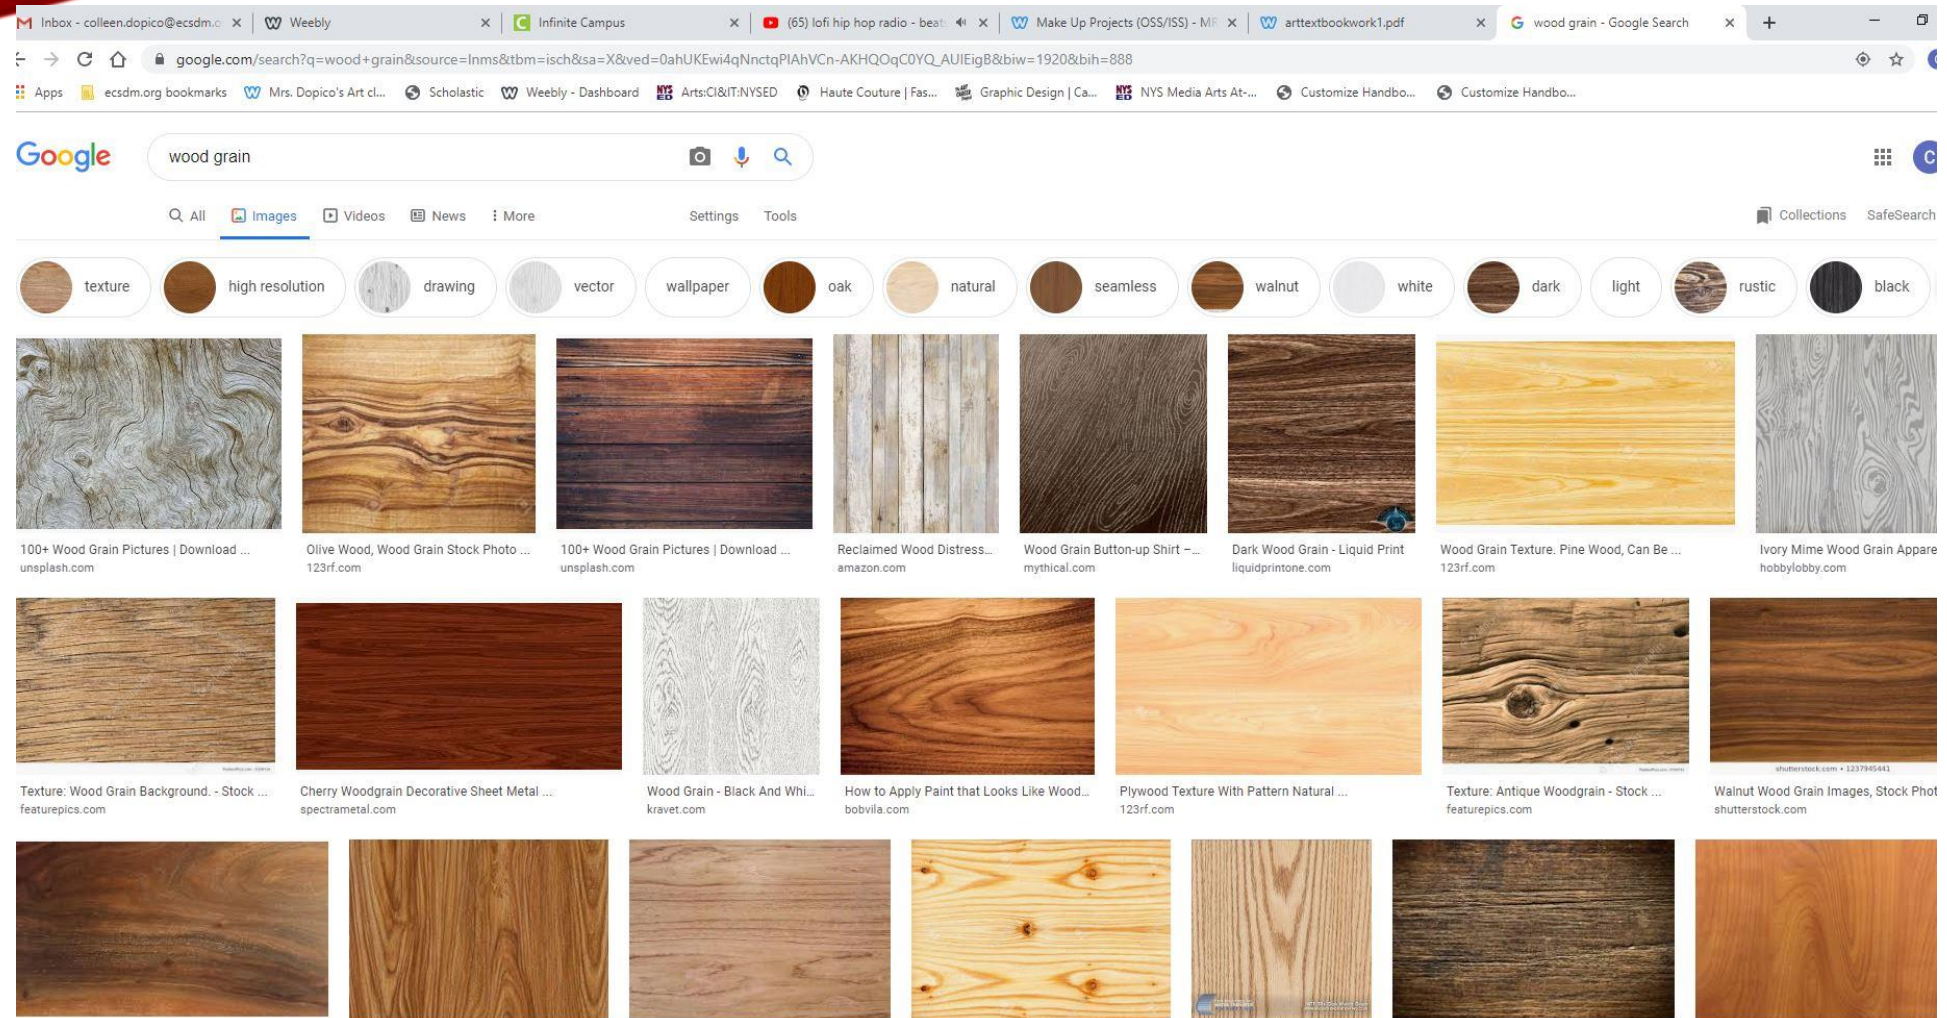 Inbox - colleen.dopico@ecsdm.o
Weebly
Infinite Campus
(65) lofi hip hop radio - beat
Make Up Projects (OSS/ISS) - MR
arttextbookwork1.pdf
wood grain - Google Search
google.com/search?q=wood+grain&source=lnms&tbm=isch&sa=X&ved=0ahUKEwi4qNnctqPlAhVCn-AKHQOqC0YQ_AUIEigB&biw=1920&bih=888
Apps
ecsdm.org bookmarks
Mrs. Dopico's Art cl...
Scholastic
Weebly - Dashboard
Arts:CI&IT:NYSED
Haute Couture | Fas...
Graphic Design | Ca...
NYS Media Arts At-...
Customize Handbo...
Customize Handbo...
Google
wood grain
C
All
Images
Videos
News
More
Settings
Tools
Collections
SafeSearch
texture
high resolution
drawing
vector
wallpaper
oak
natural
seamless
walnut
white
dark
light
rustic
black
100+ Wood Grain Pictures | Download ...
unsplash.com
Olive Wood, Wood Grain Stock Photo ...
123rf.com
100+ Wood Grain Pictures | Download ...
unsplash.com
Reclaimed Wood Distress...
amazon.com
Wood Grain Button-up Shirt –...
mythical.com
Dark Wood Grain - Liquid Print
liquidprintone.com
Wood Grain Texture. Pine Wood, Can Be ...
123rf.com
Ivory Mime Wood Grain Appare
hobbylobby.com
shutterstock.com • 1237945441
Texture: Wood Grain Background. - Stock ...
featurepics.com
Cherry Woodgrain Decorative Sheet Metal ...
spectrametal.com
Wood Grain - Black And Whi...
kravet.com
How to Apply Paint that Looks Like Wood...
bobvila.com
Plywood Texture With Pattern Natural ...
123rf.com
Texture: Antique Woodgrain - Stock ...
featurepics.com
Walnut Wood Grain Images, Stock Phot
shutterstock.com